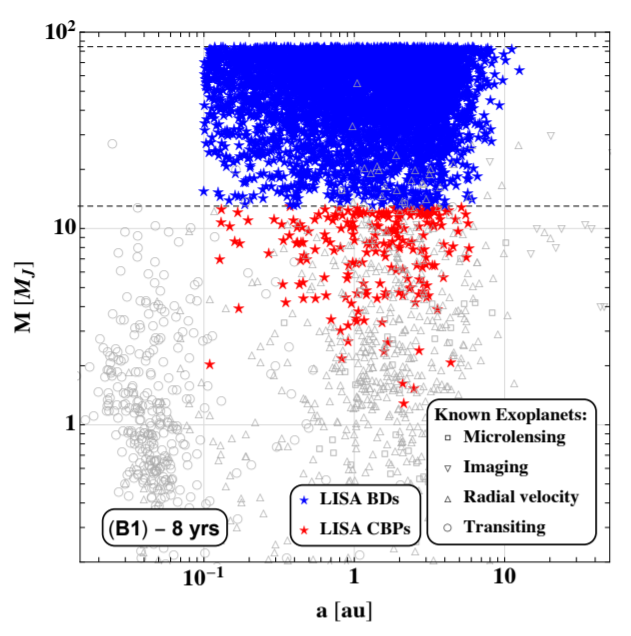 10²
10
1
M [M_J]
10⁻¹
1
10
a [au]
Known Exoplanets:
Microlensing
Imaging
Radial velocity
Transiting
LISA BDs
LISA CBPs
(B1) – 8 yrs